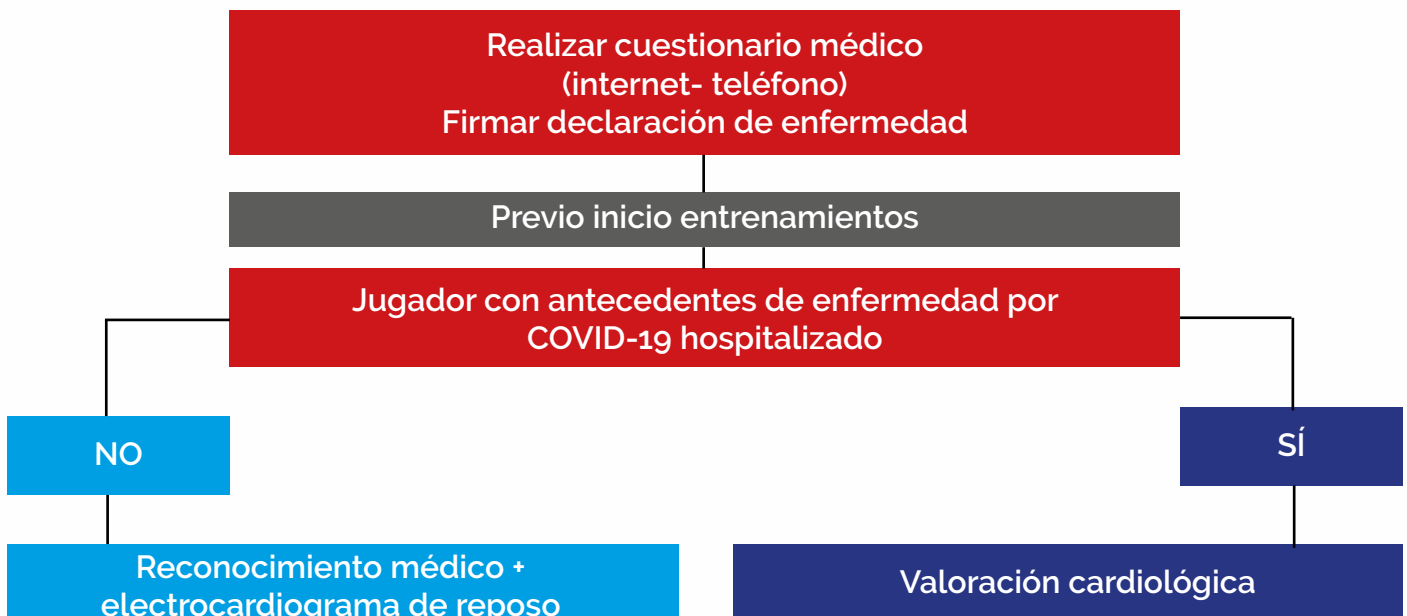 Realizar cuestionario médico
(internet- teléfono)
Firmar declaración de enfermedad
Previo inicio entrenamientos
Jugador con antecedentes de enfermedad por
COVID-19 hospitalizado
NO
SÍ
Reconocimiento médico +
electrocardiograma de reposo
Valoración cardiológica